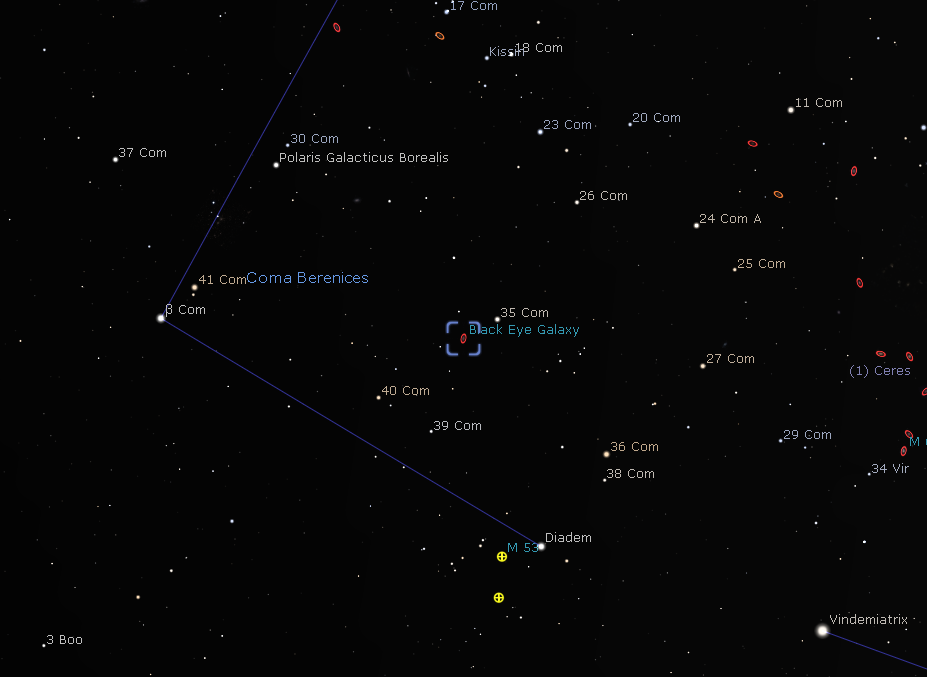 17 Com
Kissin
18 Com
11 Com
23 Com
20 Com
30 Com
37 Com
Polaris Galacticus Borealis
26 Com
24 Com A
25 Com
41 Com
Coma Berenices
β Com
35 Com
Black Eye Galaxy
27 Com
(1) Ceres
40 Com
39 Com
29 Com
M
36 Com
34 Vir
38 Com
Diadem
M 53
Vindemiatrix
3 Boo